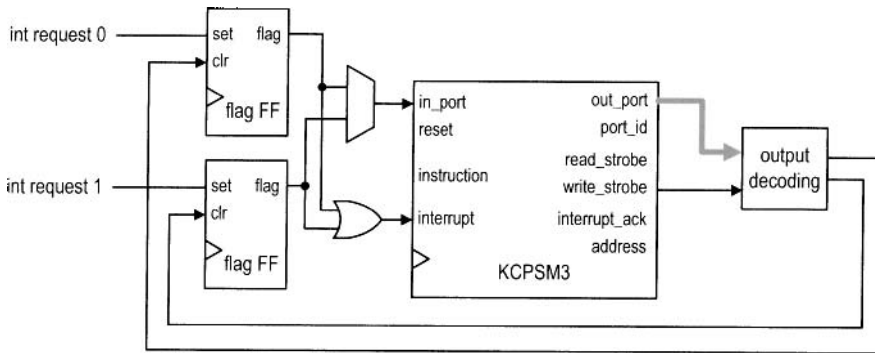 int request 0
set flag
clr
flag FF
int request 1
set flag
clr
flag FF
in_port
reset
instruction
interrupt
out_port
port_id
read_strobe
write_strobe
interrupt_ack
address
KCPSM3
output
decoding